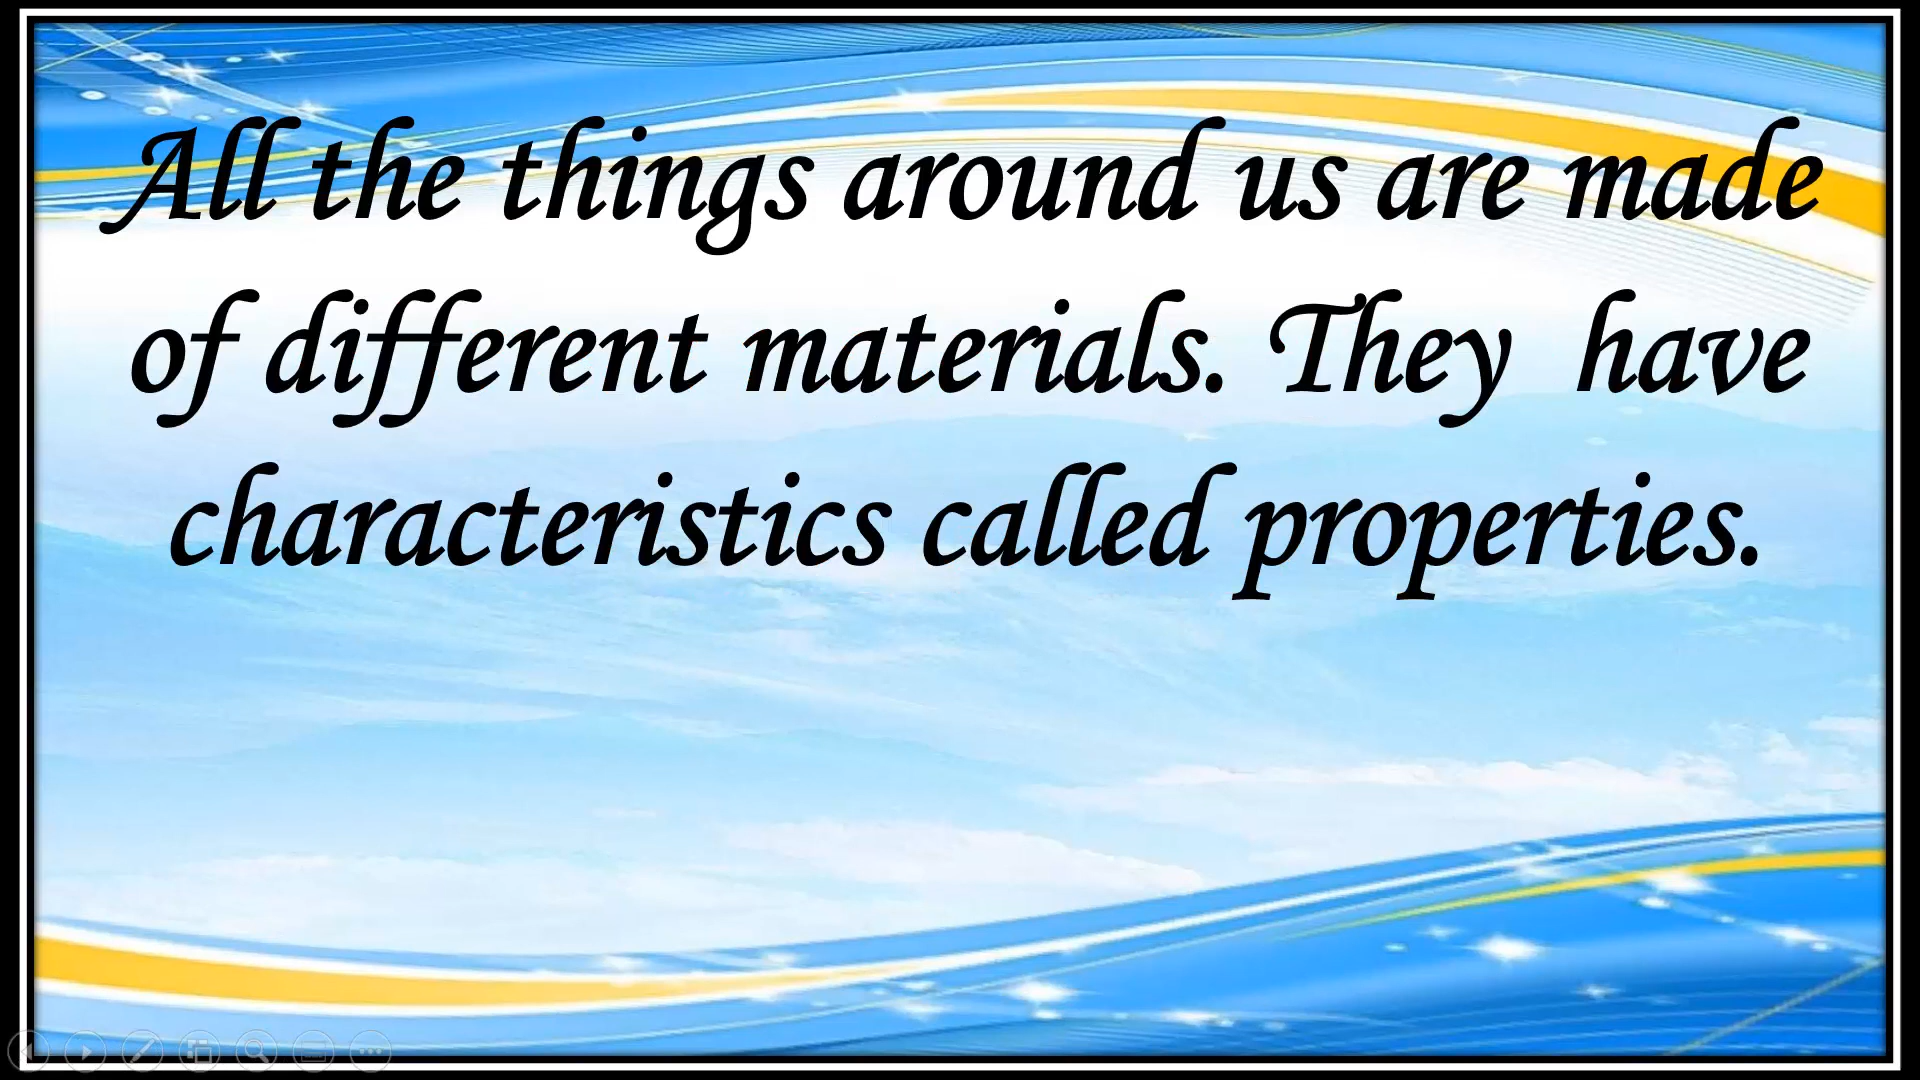 All the things around us are made
of different materials. They  have
characteristics called properties.